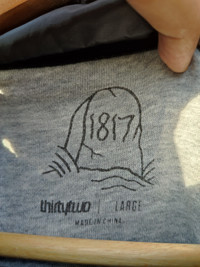 1817
thirtytwo | LARGE
MADE IN CHINA